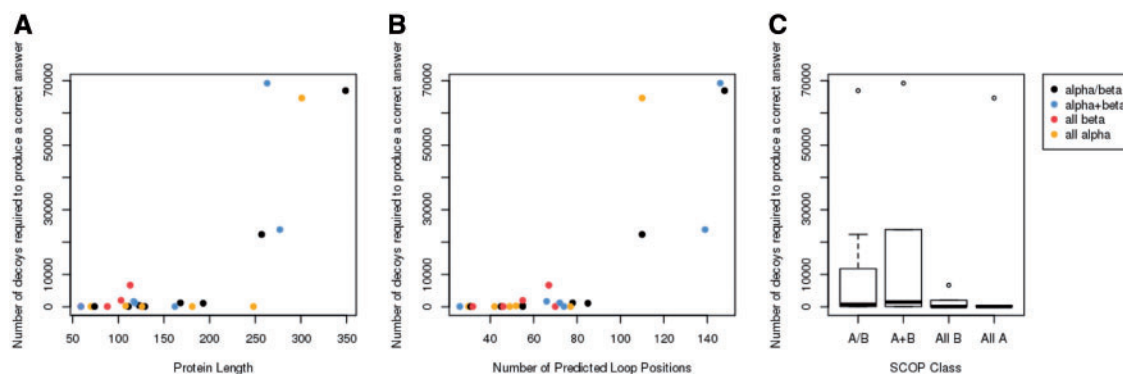 A
Number of decoys required to produce a correct answer
0 10000 30000 50000 70000
50 100 150 200 250 300 350
Protein Length
B
Number of decoys required to produce a correct answer
0 10000 30000 50000 70000
40 60 80 100 120 140
Number of Predicted Loop Positions
C
Number of decoys required to produce a correct answer
0 10000 30000 50000 70000
A/B A+B All B All A
SCOP Class
alpha/beta
alpha+beta
all beta
all alpha